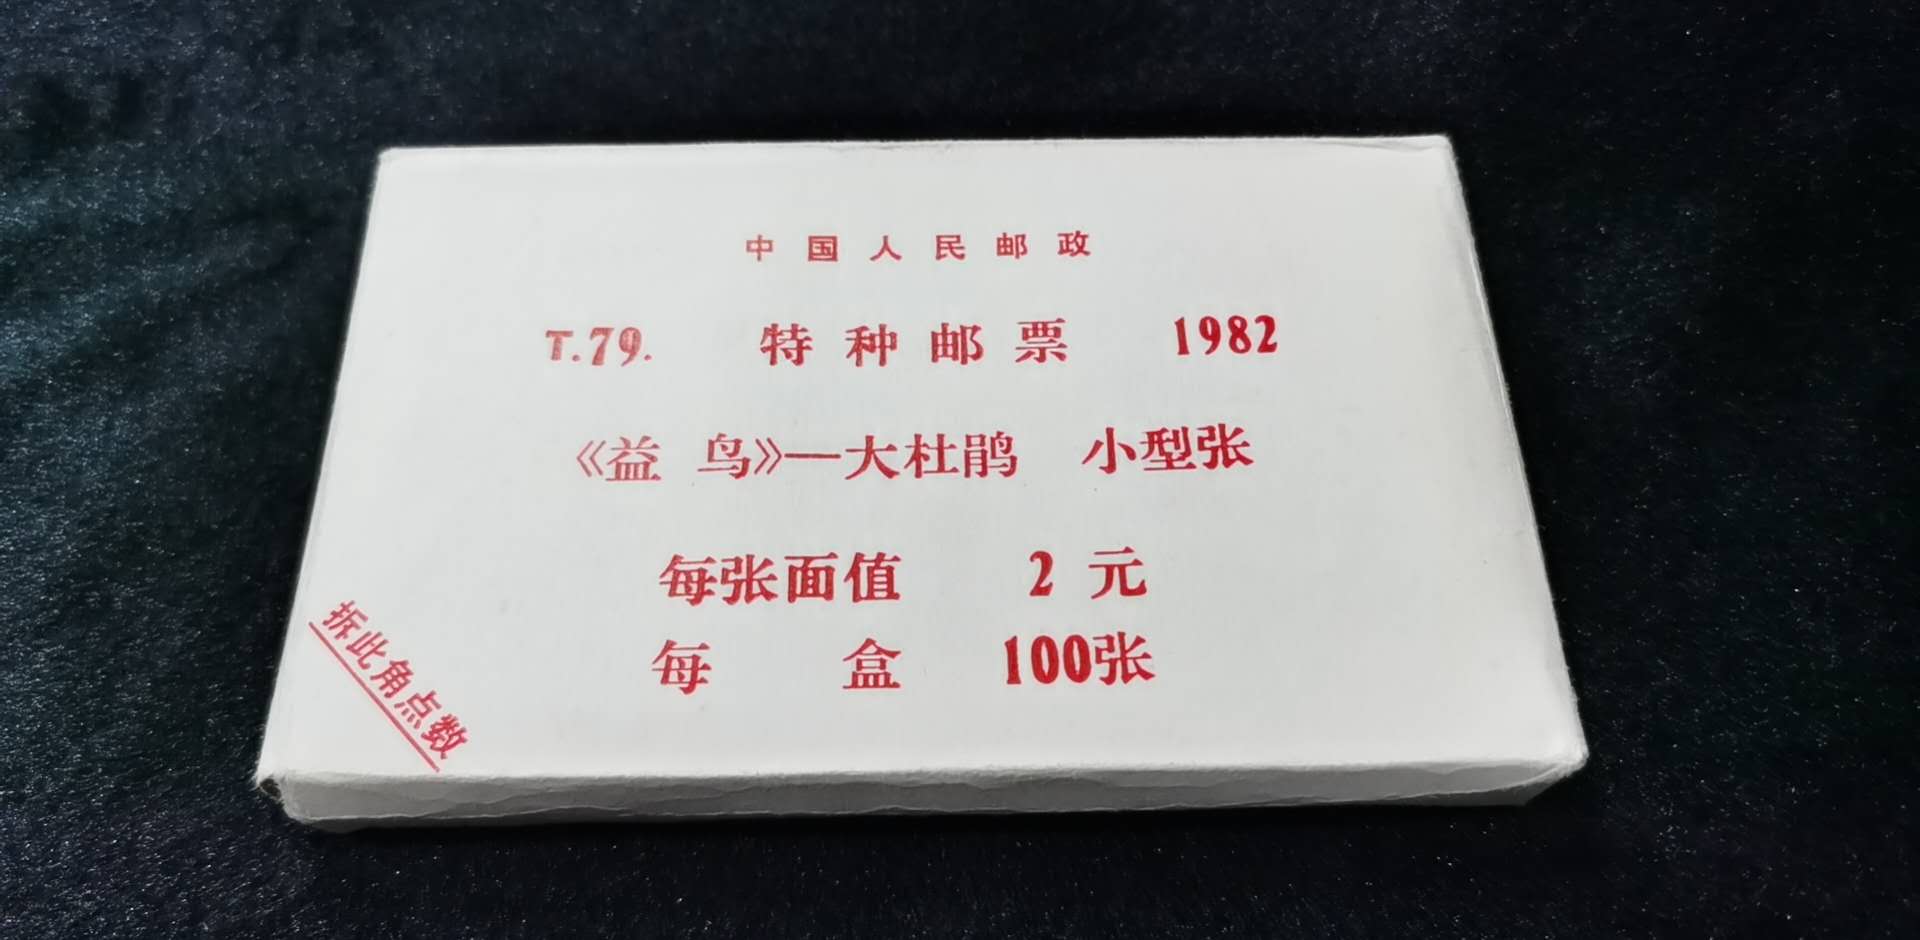 中国人民邮政
T.79. 特种邮票 1982
《益鸟》—大杜鹃 小型张
每张面值 2元
每盒 100张
拆此角点数